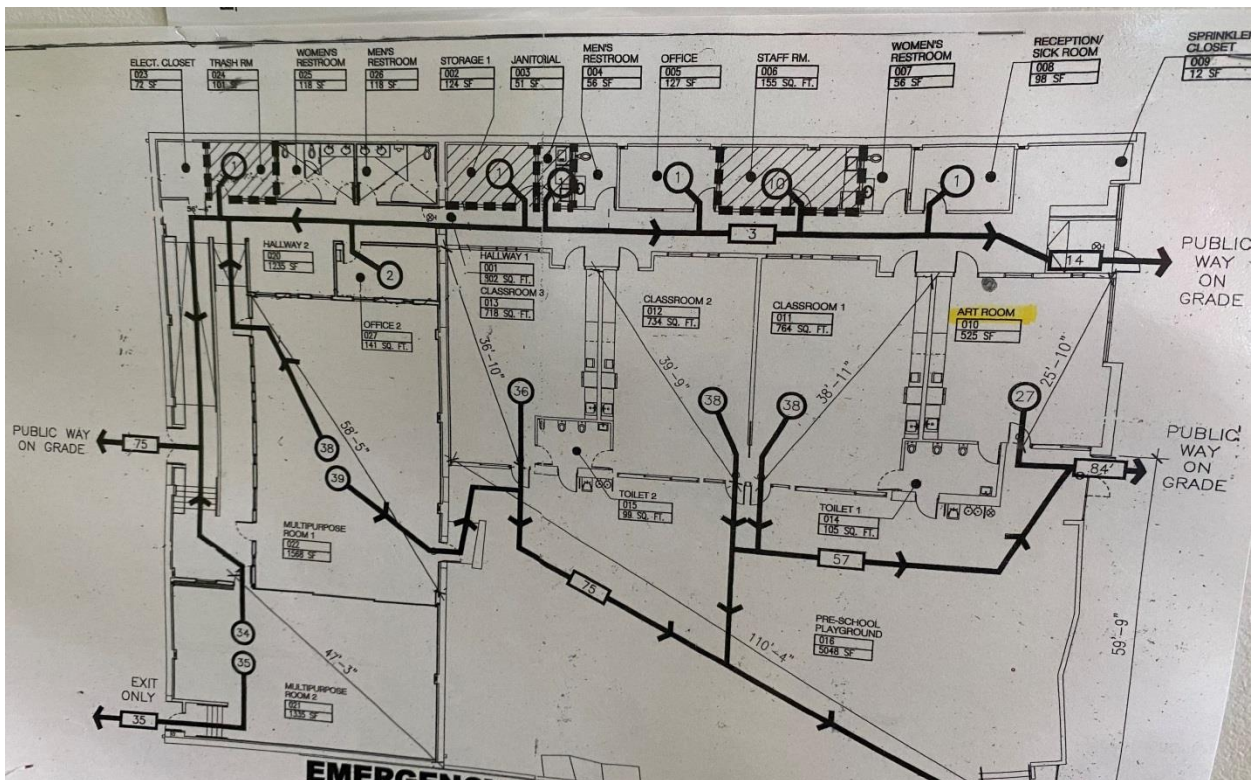 ELECT. CLOSET
023
72 SF
TRASH RM
024
101 SF
WOMEN'S
RESTROOM
025
118 SF
MEN'S
RESTROOM
026
118 SF
STORAGE 1
002
124 SF
JANITORIAL
003
51 SF
MEN'S
RESTROOM
004
56 SF
OFFICE
005
127 SF
STAFF RM.
006
155 SQ. FT.
WOMEN'S
RESTROOM
007
56 SF
RECEPTION/
SICK ROOM
008
98 SF
SPRINKLER
CLOSET
009
12 SF
1
1
1
10
1
3
14
PUBLIC
WAY
ON
GRADE
HALLWAY 2
020
1235 SF
2
OFFICE 2
027
141 SQ. FT.
HALLWAY 1
001
902 SQ. FT.
CLASSROOM 3
013
718 SQ. FT.
CLASSROOM 2
012
734 SQ. FT.
CLASSROOM 1
011
764 SQ. FT.
ART ROOM
010
525 SF
36'-10"
39'-9"
38'-11"
25'-10"
36
38
38
27
58'-5"
38
39
PUBLIC WAY
ON GRADE
75
PUBLIC
WAY
ON
GRADE
84
TOILET 2
015
99 SQ. FT.
TOILET 1
014
105 SQ. FT.
57
MULTIPURPOSE
ROOM 1
022
1568 SF
75
110'-4"
PRE-SCHOOL
PLAYGROUND
016
5048 SF
59'-9"
34
35
47'-3"
MULTIPURPOSE
ROOM 2
021
EXIT
ONLY
35
EMERGENCY